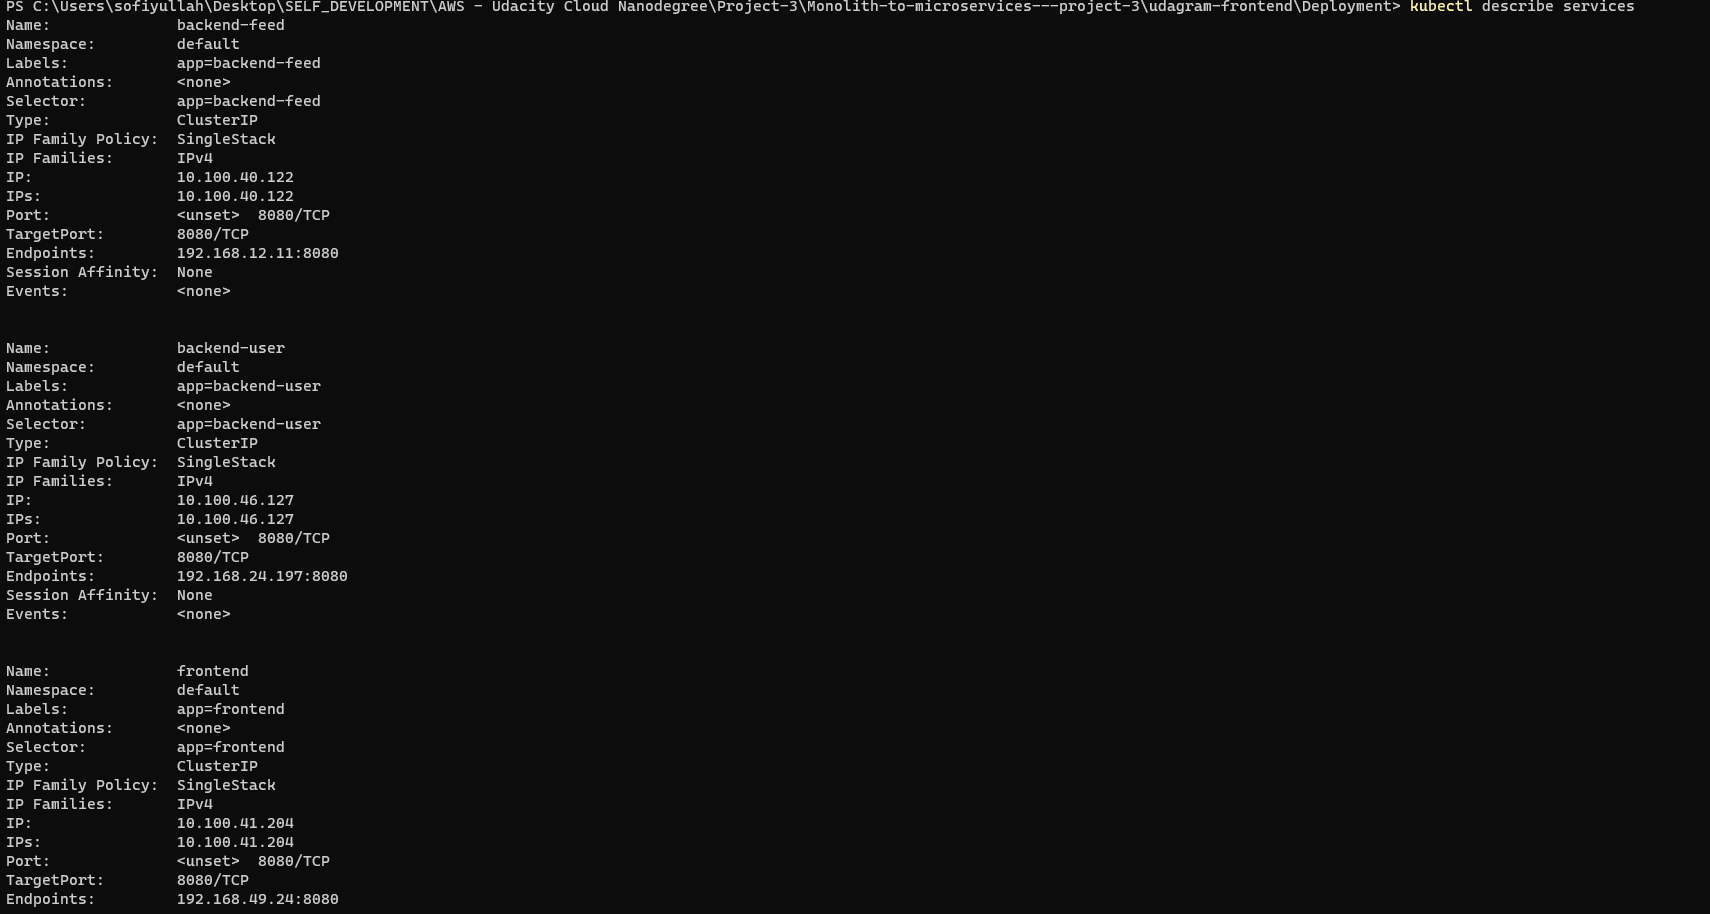 PS C:\Users\sofiyullah\Desktop\SELF_DEVELOPMENT\AWS - Udacity Cloud Nanodegree\Project-3\Monolith-to-microservices---project-3\udagram-frontend\Deployment> kubectl describe services
Name:              backend-feed
Namespace:         default
Labels:            app=backend-feed
Annotations:       <none>
Selector:          app=backend-feed
Type:              ClusterIP
IP Family Policy:  SingleStack
IP Families:       IPv4
IP:                10.100.40.122
IPs:               10.100.40.122
Port:              <unset>  8080/TCP
TargetPort:        8080/TCP
Endpoints:         192.168.12.11:8080
Session Affinity:  None
Events:            <none>

Name:              backend-user
Namespace:         default
Labels:            app=backend-user
Annotations:       <none>
Selector:          app=backend-user
Type:              ClusterIP
IP Family Policy:  SingleStack
IP Families:       IPv4
IP:                10.100.46.127
IPs:               10.100.46.127
Port:              <unset>  8080/TCP
TargetPort:        8080/TCP
Endpoints:         192.168.24.197:8080
Session Affinity:  None
Events:            <none>

Name:              frontend
Namespace:         default
Labels:            app=frontend
Annotations:       <none>
Selector:          app=frontend
Type:              ClusterIP
IP Family Policy:  SingleStack
IP Families:       IPv4
IP:                10.100.41.204
IPs:               10.100.41.204
Port:              <unset>  8080/TCP
TargetPort:        8080/TCP
Endpoints:         192.168.49.24:8080